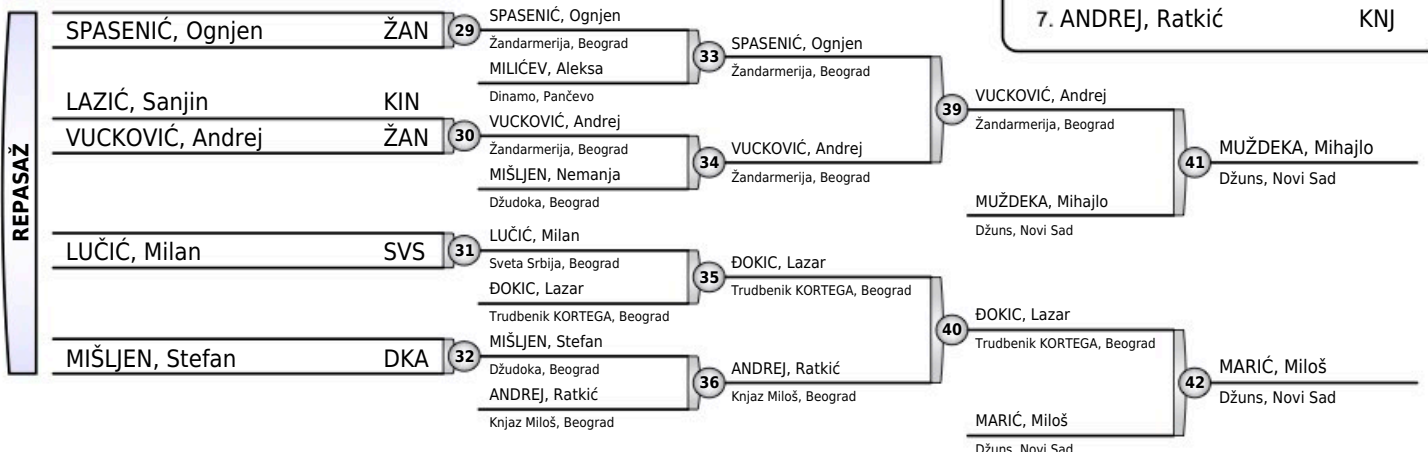 7. ANDREJ, Ratkić KNJ
REPASAŽ
SPASENIĆ, Ognjen ŽAN
LAZIĆ, Sanjin KIN
VUCKOVIĆ, Andrej ŽAN
LUČIĆ, Milan SVS
MIŠLJEN, Stefan DKA
29
SPASENIĆ, Ognjen
Žandarmerija, Beograd
MILIĆEV, Aleksa
Dinamo, Pančevo
30
VUCKOVIĆ, Andrej
Žandarmerija, Beograd
MIŠLJEN, Nemanja
Džudoka, Beograd
31
LUČIĆ, Milan
Sveta Srbija, Beograd
ĐOKIC, Lazar
Trudbenik KORTEGA, Beograd
32
MIŠLJEN, Stefan
Džudoka, Beograd
ANDREJ, Ratkić
Knjaz Miloš, Beograd
33
SPASENIĆ, Ognjen
Žandarmerija, Beograd
34
VUCKOVIĆ, Andrej
Žandarmerija, Beograd
35
ĐOKIC, Lazar
Trudbenik KORTEGA, Beograd
36
ANDREJ, Ratkić
Knjaz Miloš, Beograd
39
VUCKOVIĆ, Andrej
Žandarmerija, Beograd
MUŽDEKA, Mihajlo
Džuns, Novi Sad
40
ĐOKIC, Lazar
Trudbenik KORTEGA, Beograd
MARIĆ, Miloš
Džuns, Novi Sad
41
MUŽDEKA, Mihajlo
Džuns, Novi Sad
42
MARIĆ, Miloš
Džuns, Novi Sad